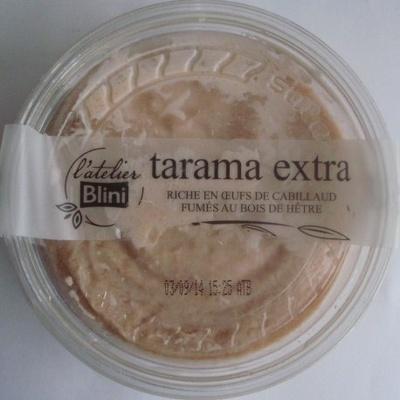 l'atelier
Blini
tarama extra
RICHE EN ŒUFS DE CABILLAUD
FUMÉS AU BOIS DE HÊTRE
03/09/14 15:25 ATB